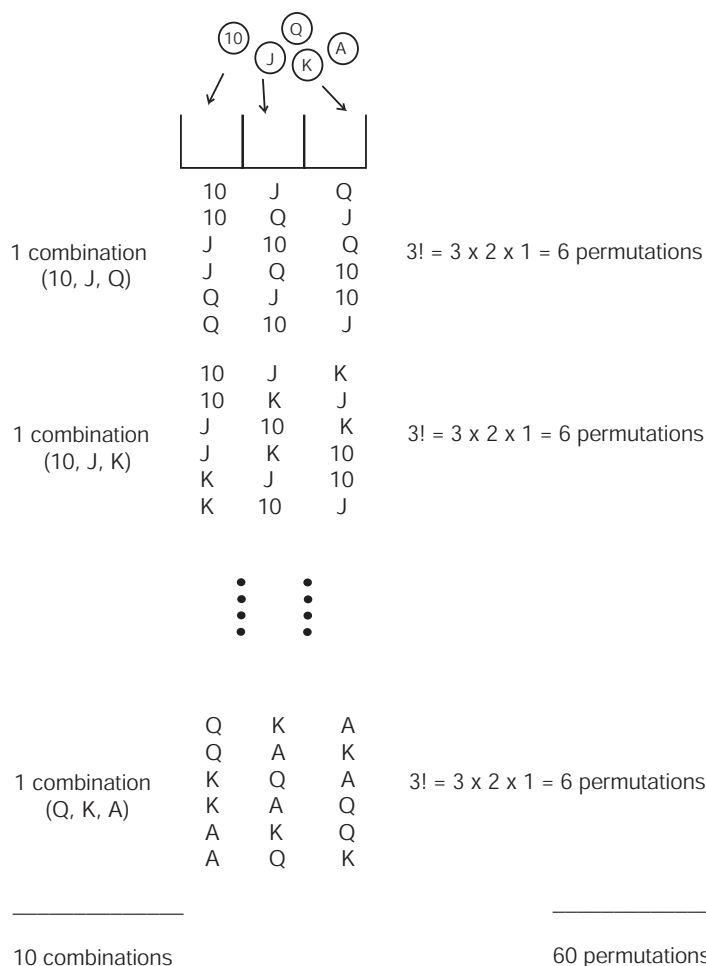 10 J Q K A
10 J Q
10 Q J
J 10 Q
J Q 10
Q J 10
Q 10 J
1 combination
(10, J, Q)
3! = 3 x 2 x 1 = 6 permutations
10 J K
10 K J
J 10 K
J K 10
K J 10
K 10 J
1 combination
(10, J, K)
3! = 3 x 2 x 1 = 6 permutations
Q K A
Q A K
K Q A
K A Q
A K Q
A Q K
1 combination
(Q, K, A)
3! = 3 x 2 x 1 = 6 permutations
10 combinations
60 permutations